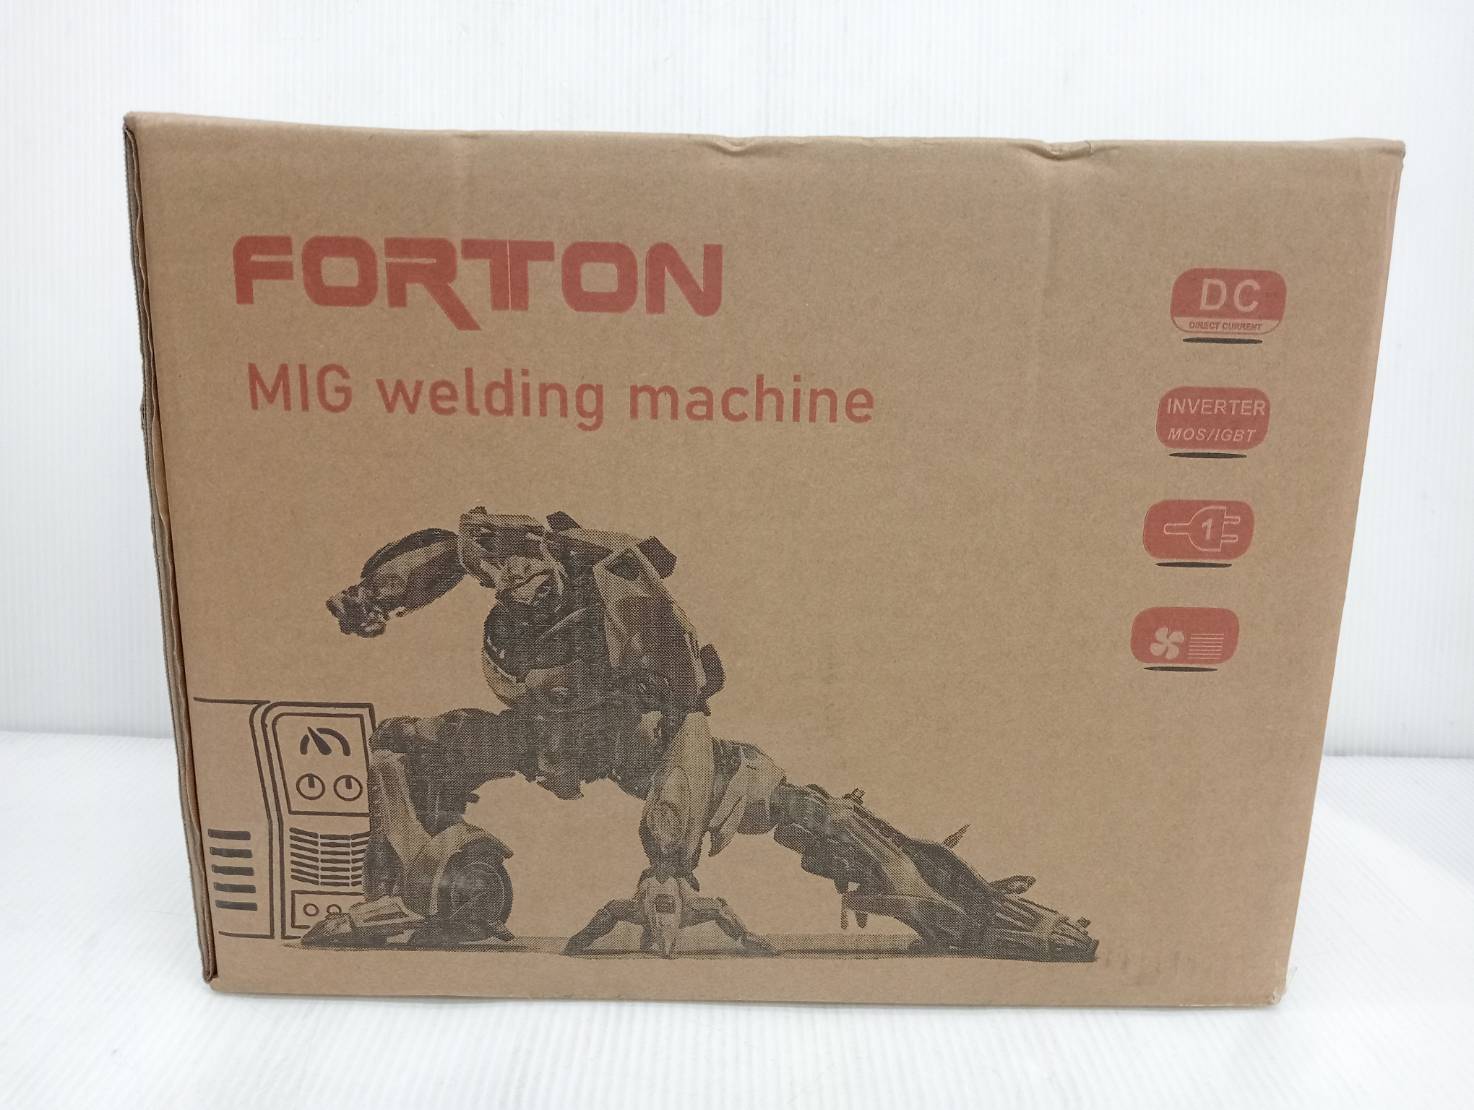 FORTON
MIG welding machine
DC
DIRECT CURRENT
INVERTER
MOS/IGBT
1